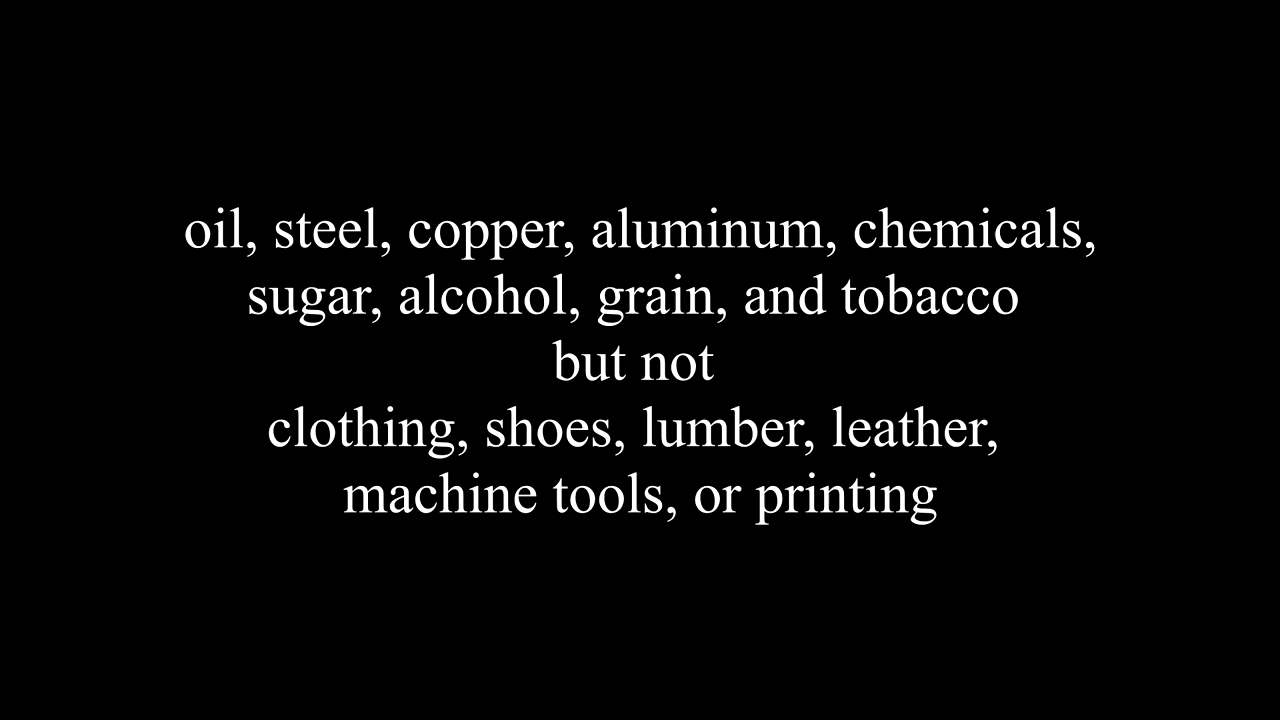 oil, steel, copper, aluminum, chemicals,
sugar, alcohol, grain, and tobacco
but not
clothing, shoes, lumber, leather,
machine tools, or printing